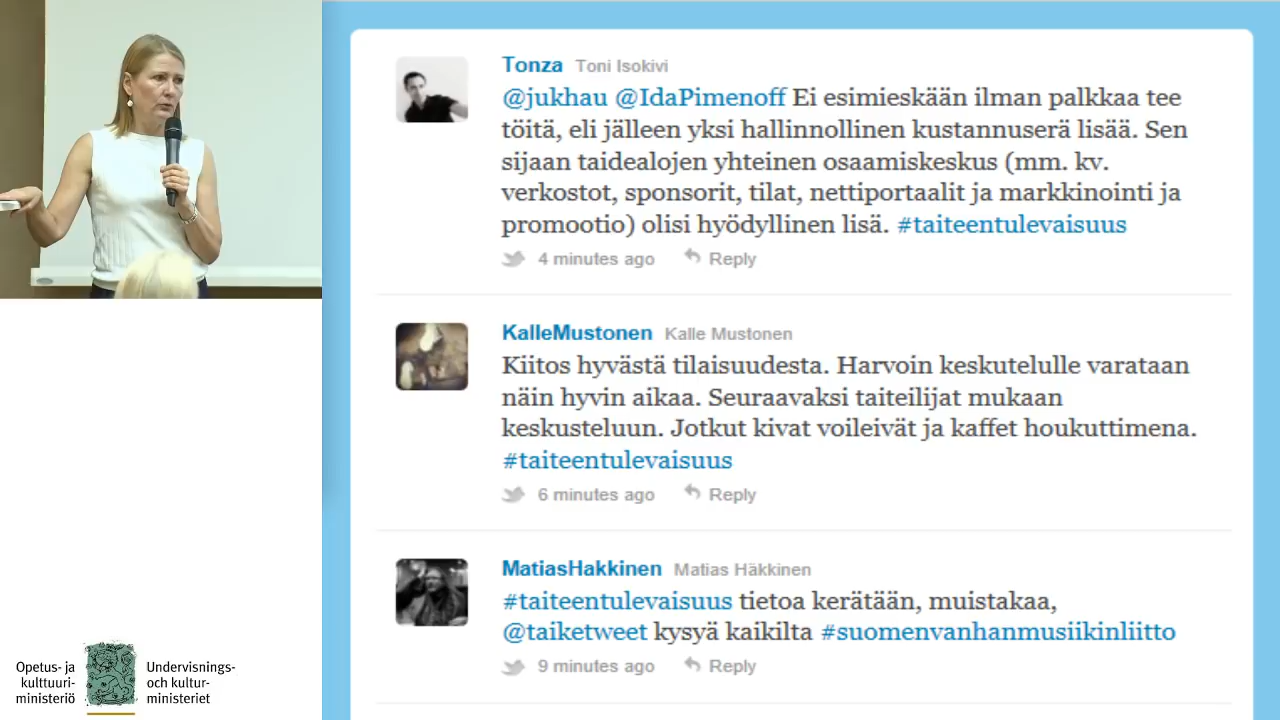 Tonza Toni Isokivi
@jukhau @IdaPimenoff Ei esimieskään ilman palkkaa tee
töitä, eli jälleen yksi hallinnollinen kustannuserä lisää. Sen
sijaan taidealojen yhteinen osaamiskeskus (mm. kv.
verkostot, sponsorit, tilat, nettiportaalit ja markkinointi ja
promootio) olisi hyödyllinen lisä. #taiteentulevaisuus
4 minutes ago Reply
KalleMustonen Kalle Mustonen
Kiitos hyvästä tilaisuudesta. Harvoin keskutelulle varataan
näin hyvin aikaa. Seuraavaksi taiteilijat mukaan
keskusteluun. Jotkut kivat voileivät ja kaffet houkuttimena.
#taiteentulevaisuus
6 minutes ago Reply
MatiasHakkinen Matias Häkkinen
#taiteentulevaisuus tietoa kerätään, muistakaa,
@taiketweet kysyä kaikilta #suomenvanhanmusiikinliitto
9 minutes ago Reply
Opetus- ja
kulttuuri-
ministeriö
Undervisnings-
och kultur-
ministeriet